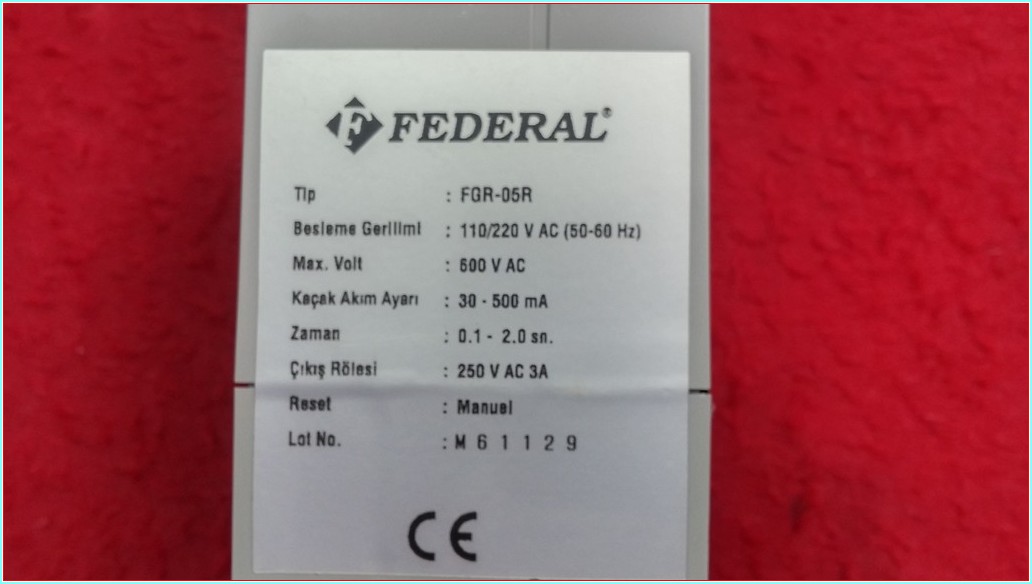 F FEDERAL®
Tip : FGR-05R
Besleme Gerilimi : 110/220 V AC (50-60 Hz)
Max. Volt : 600 V AC
Kaçak Akım Ayarı : 30 - 500 mA
Zaman : 0.1 - 2.0 sn.
Çıkış Rölesi : 250 V AC 3A
Reset : Manuel
Lot No. : M 6 1 1 2 9
CE